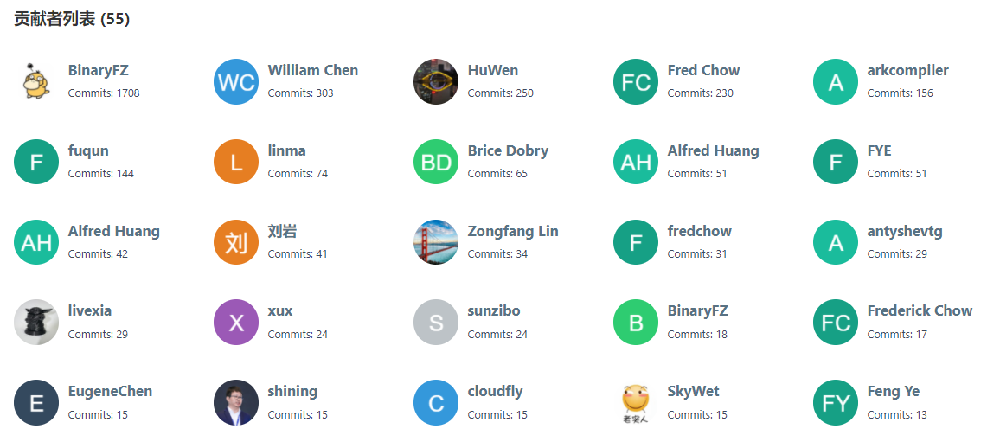 贡献者列表 (55)
BinaryFZ
Commits: 1708
WC
William Chen
Commits: 303
HuWen
Commits: 250
FC
Fred Chow
Commits: 230
A
arkcompiler
Commits: 156
F
fuqun
Commits: 144
L
linma
Commits: 74
BD
Brice Dobry
Commits: 65
AH
Alfred Huang
Commits: 51
F
FYE
Commits: 51
AH
Alfred Huang
Commits: 42
刘
刘岩
Commits: 41
Zongfang Lin
Commits: 34
F
fredchow
Commits: 31
A
antyshevtg
Commits: 29
livexia
Commits: 29
X
xux
Commits: 24
S
sunzibo
Commits: 24
B
BinaryFZ
Commits: 18
FC
Frederick Chow
Commits: 17
E
EugeneChen
Commits: 15
shining
Commits: 15
C
cloudfly
Commits: 15
老实人
SkyWet
Commits: 15
FY
Feng Ye
Commits: 13